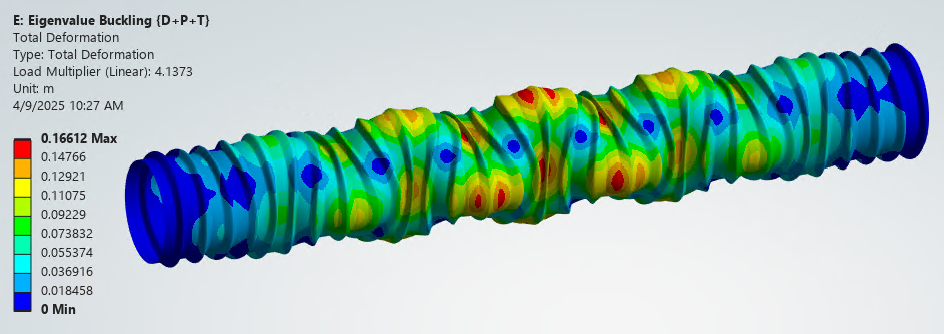 E: Eigenvalue Buckling {D+P+T}
Total Deformation
Type: Total Deformation
Load Multiplier (Linear): 4.1373
Unit: m
4/9/2025 10:27 AM
0.16612 Max
0.14766
0.12921
0.11075
0.09229
0.073832
0.055374
0.036916
0.018458
0 Min